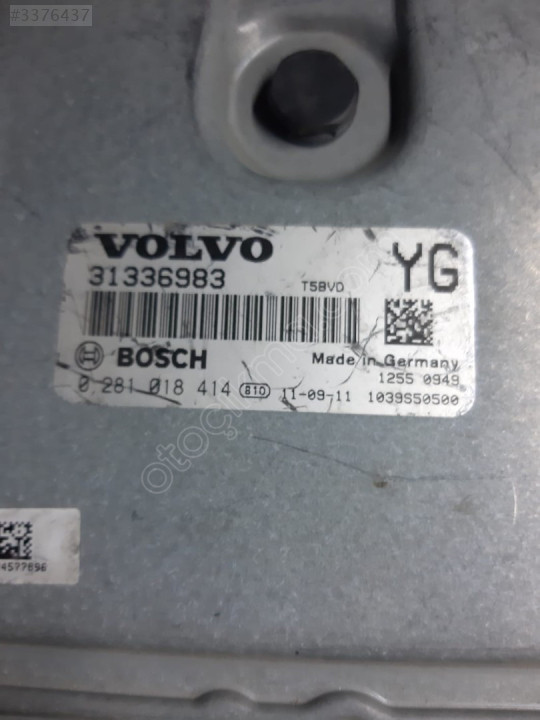 #3376437
VOLVO
YG
31336983
T5BVD
BOSCH
Made in Germany
1255 0949
0 281 018 414 810 11-09-11 1039S50500